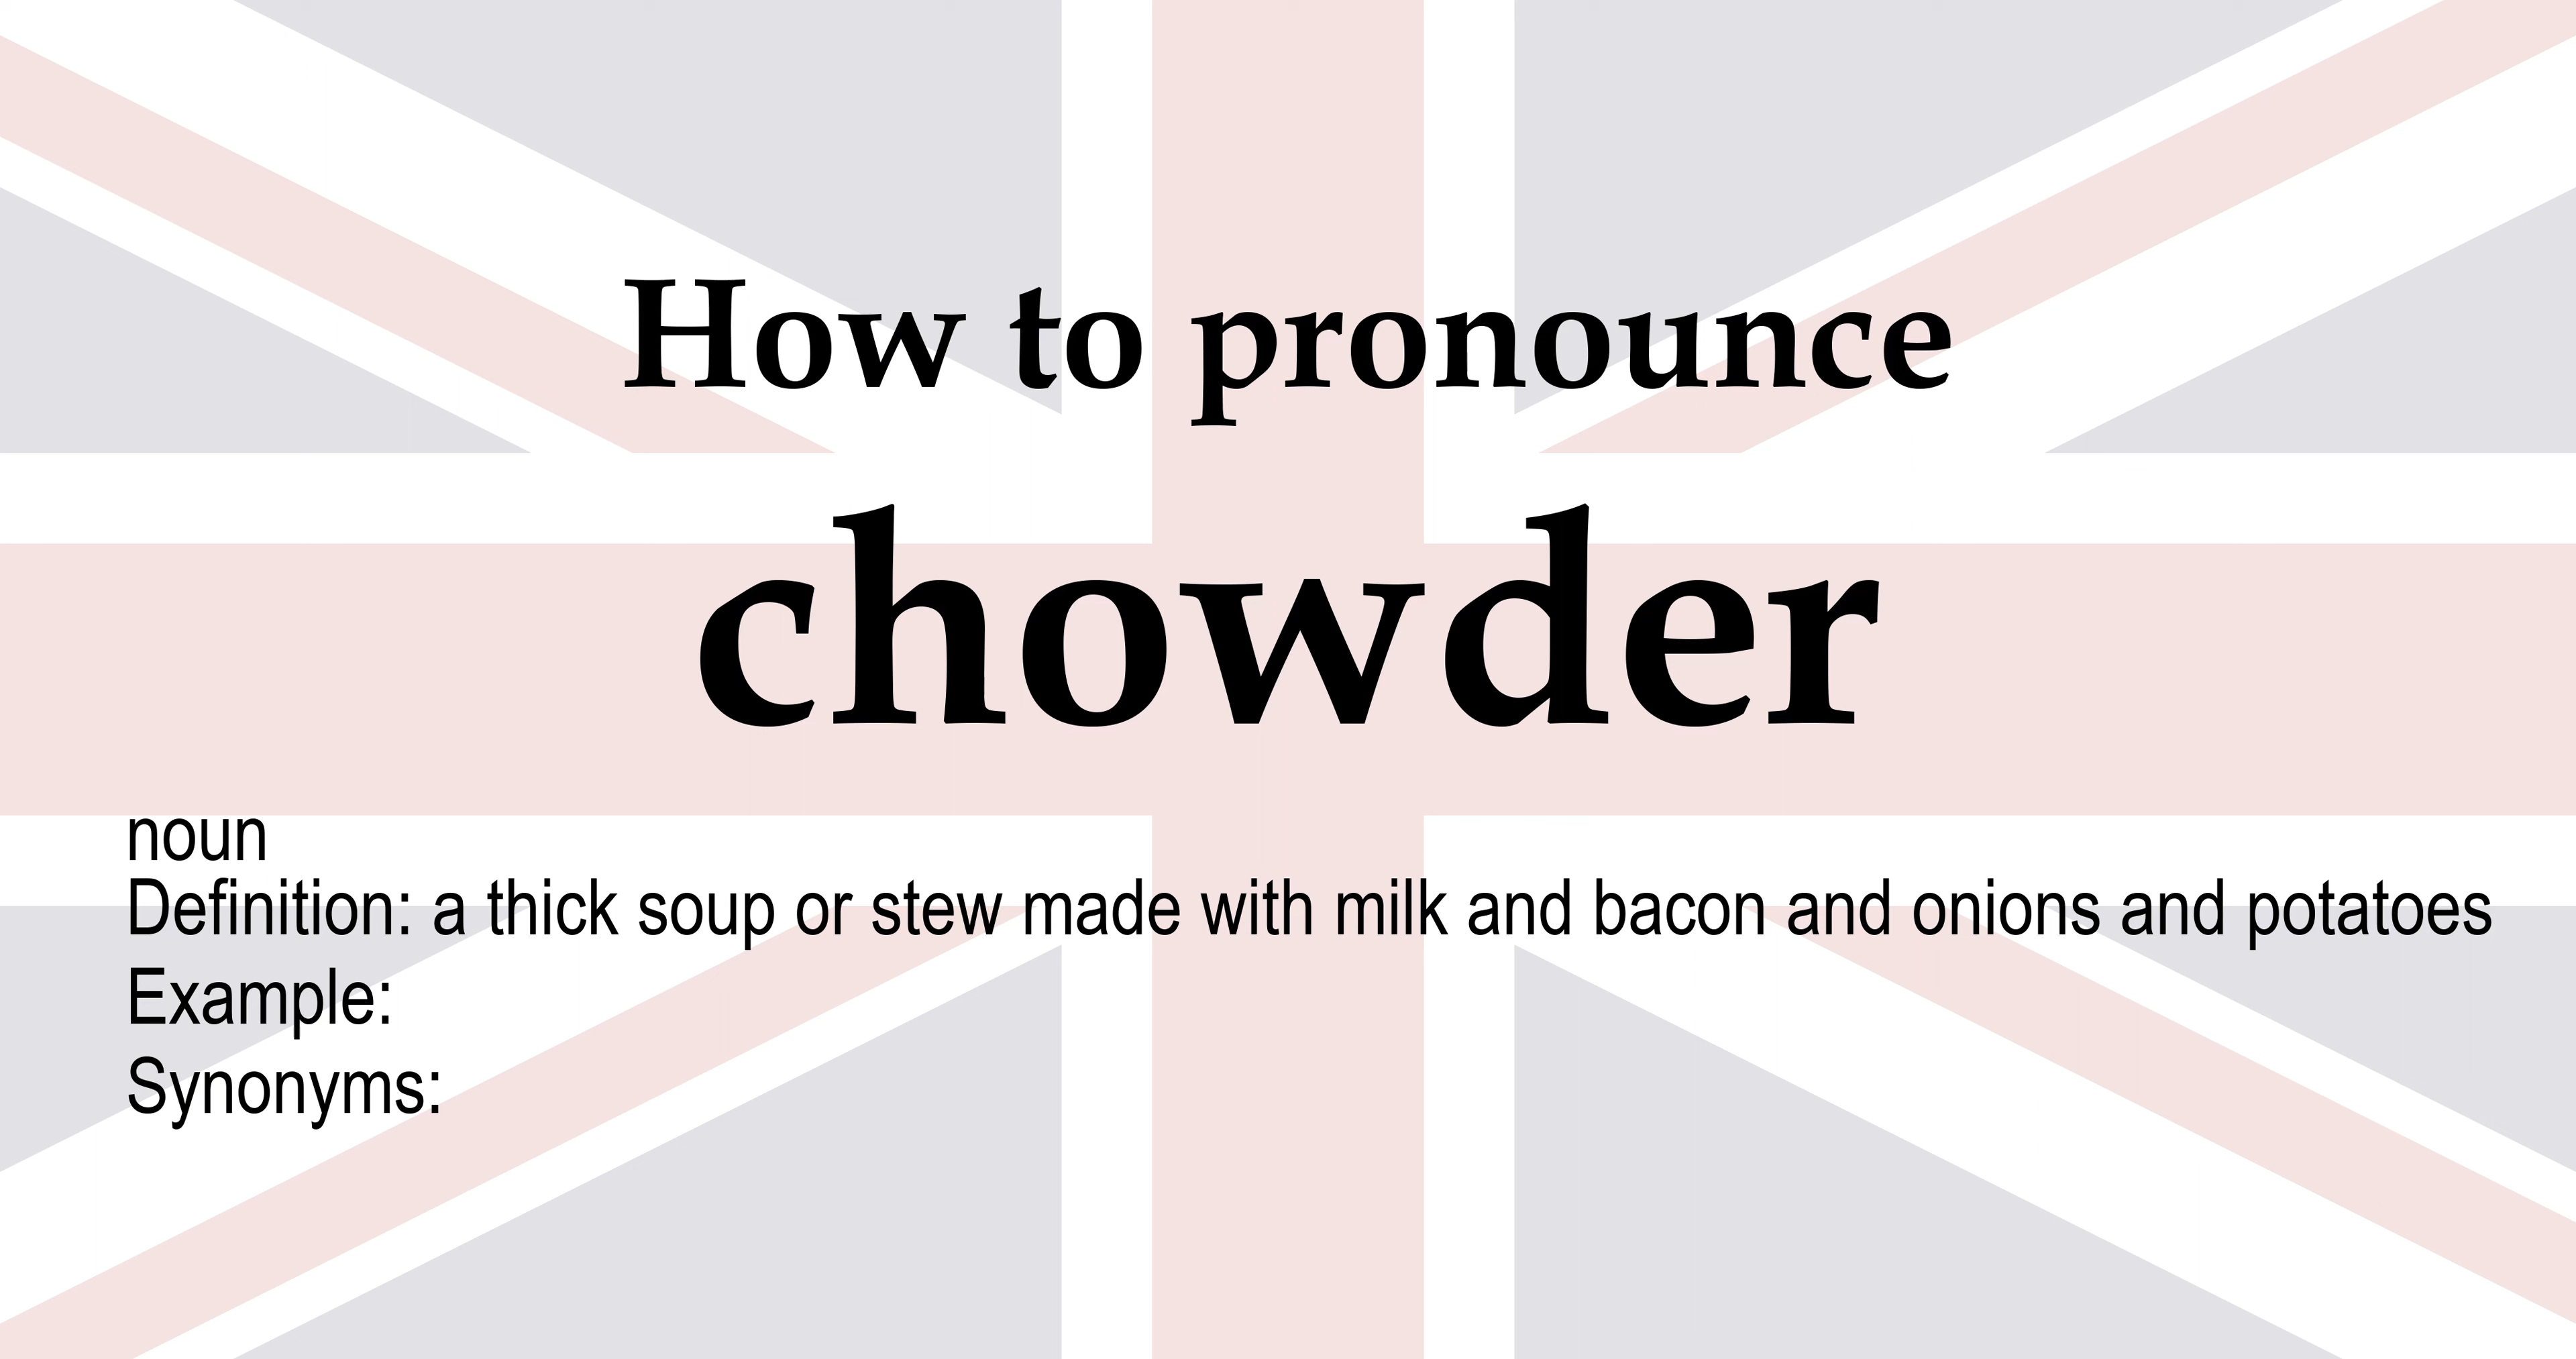 How to pronounce
chowder
noun
Definition: a thick soup or stew made with milk and bacon and onions and potatoes
Example:
Synonyms: